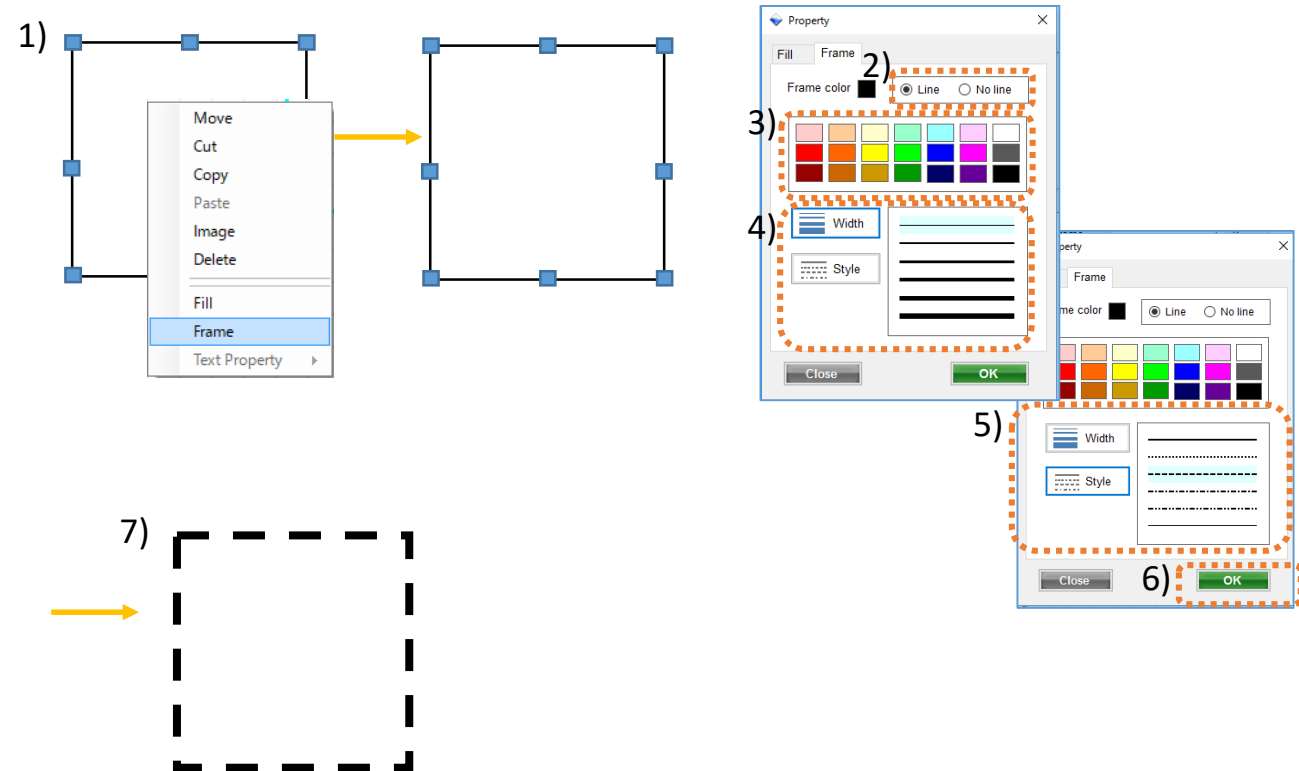 1)
Move
Cut
Copy
Paste
Image
Delete
Fill
Frame
Text Property
Property
Fill Frame
2)
Frame color Line No line
3)
4)
Width
Style
Close OK
perty
Frame
me color Line No line
5)
Width
Style
Close 6) OK
7)